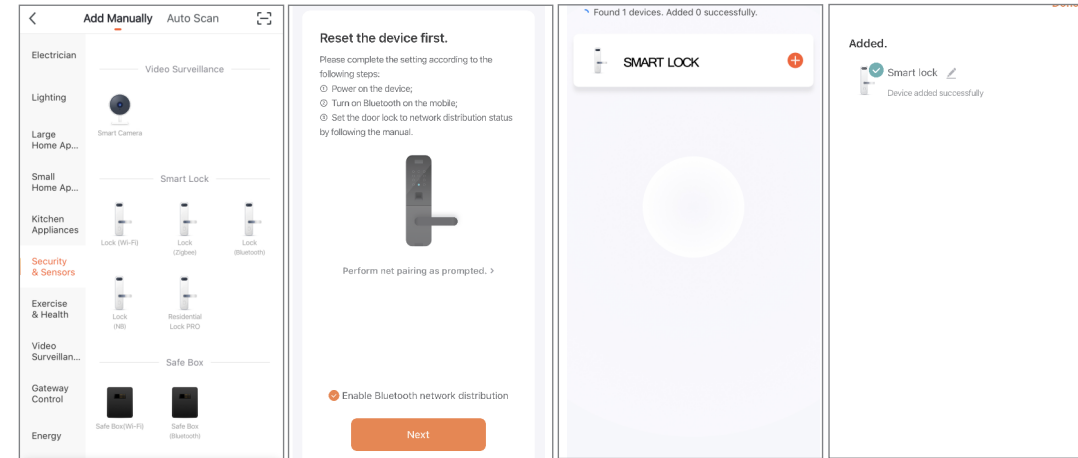 Add Manually Auto Scan
Electrician
Lighting
Large
Home Ap...
Small
Home Ap...
Kitchen
Appliances
Security
& Sensors
Exercise
& Health
Video
Surveillan...
Gateway
Control
Energy
Video Surveillance
Smart Camera
Smart Lock
Lock (Wi-Fi)
Lock
(Zigbee)
Lock
(Bluetooth)
Lock
(NB)
Residential
Lock PRO
Safe Box
Safe Box(Wi-Fi)
Safe Box
(Bluetooth)
Reset the device first.
Please complete the setting according to the
following steps:
① Power on the device;
② Turn on Bluetooth on the mobile;
③ Set the door lock to network distribution status
by following the manual.
Perform net pairing as prompted. >
Enable Bluetooth network distribution
Next
Found 1 devices. Added 0 successfully.
SMART LOCK
Added.
Smart lock
Device added successfully